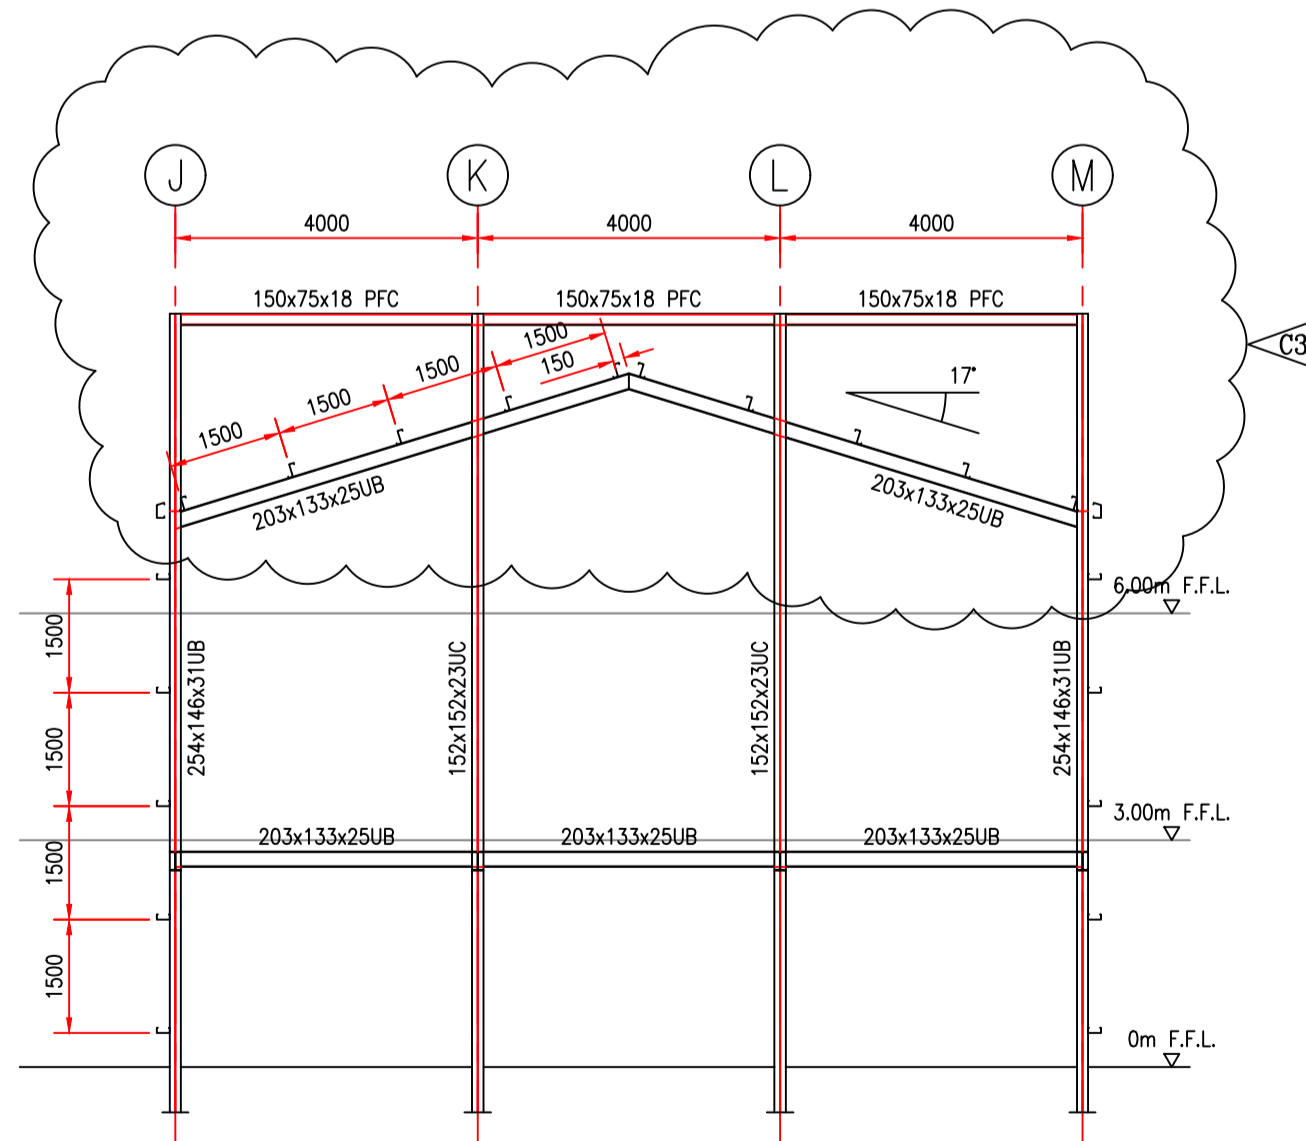 J K L M
4000 4000 4000
150x75x18 PFC 150x75x18 PFC 150x75x18 PFC
1500
150
1500
1500
1500
17°
C3
203x133x25UB 203x133x25UB
6.00m F.F.L.
1500
254x146x31UB 152x152x23UC 152x152x23UC 254x146x31UB
1500
3.00m F.F.L.
203x133x25UB 203x133x25UB 203x133x25UB
1500
1500
0m F.F.L.